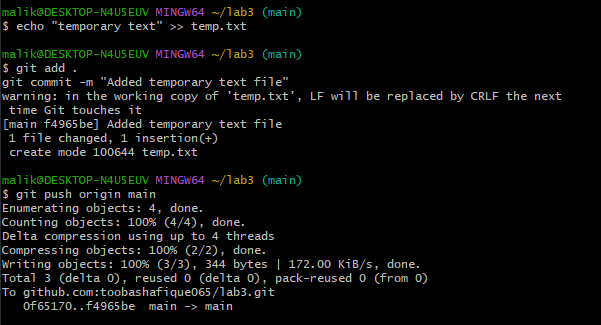 malik@DESKTOP-N4U5EUV MINGW64 ~/lab3 (main)
$ echo "temporary text" >> temp.txt
malik@DESKTOP-N4U5EUV MINGW64 ~/lab3 (main)
$ git add .
git commit -m "Added temporary text file"
warning: in the working copy of 'temp.txt', LF will be replaced by CRLF the next
 time Git touches it
[main f4965be] Added temporary text file
 1 file changed, 1 insertion(+)
 create mode 100644 temp.txt
malik@DESKTOP-N4U5EUV MINGW64 ~/lab3 (main)
$ git push origin main
Enumerating objects: 4, done.
Counting objects: 100% (4/4), done.
Delta compression using up to 4 threads
Compressing objects: 100% (2/2), done.
Writing objects: 100% (3/3), 344 bytes | 172.00 KiB/s, done.
Total 3 (delta 0), reused 0 (delta 0), pack-reused 0 (from 0)
To github.com:toobashafique065/lab3.git
   0f65170..f4965be  main -> main